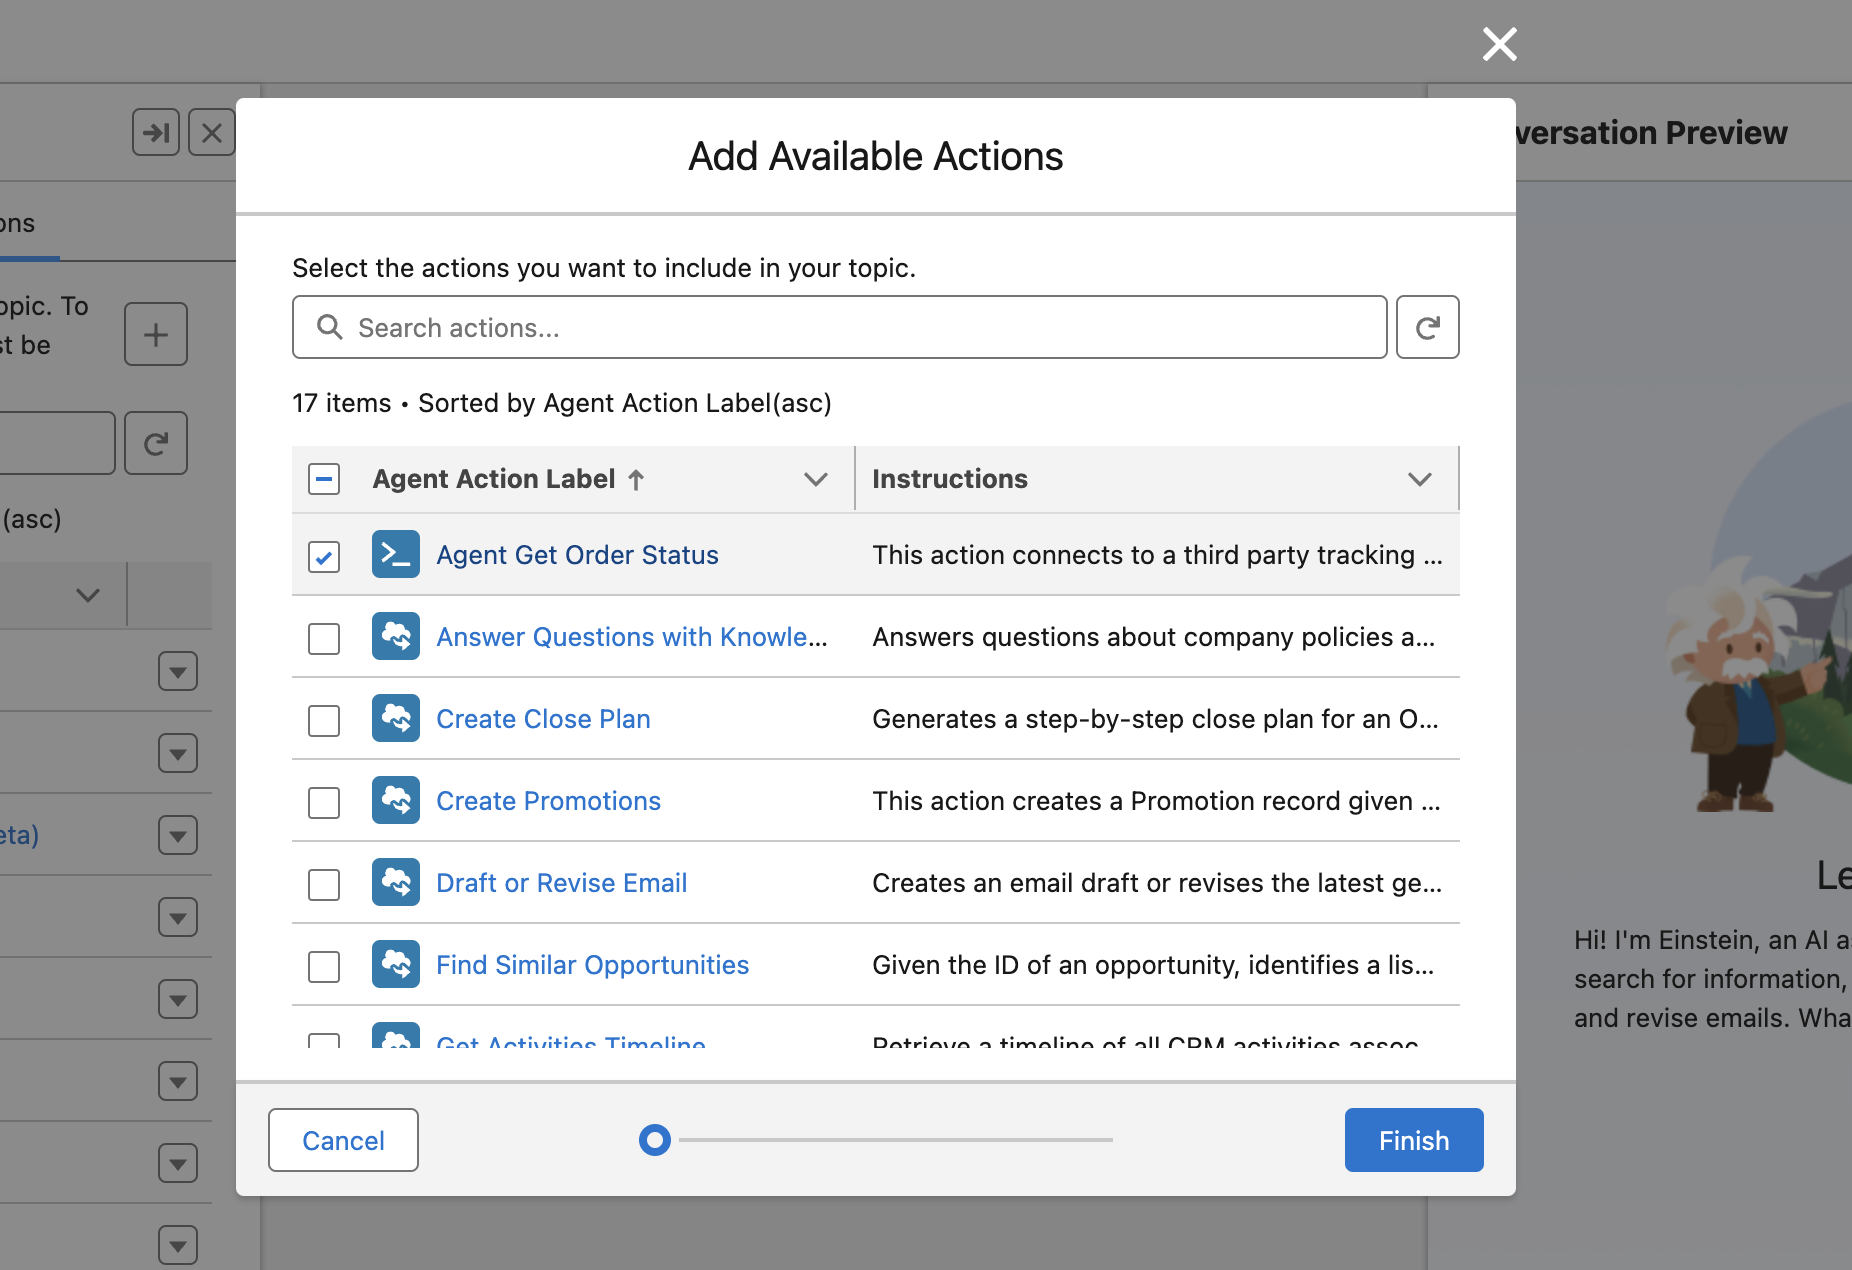 Add Available Actions
Select the actions you want to include in your topic.
Search actions...
17 items • Sorted by Agent Action Label(asc)
Agent Action Label ↑ Instructions
Agent Get Order Status This action connects to a third party tracking ...
Answer Questions with Knowle... Answers questions about company policies a...
Create Close Plan Generates a step-by-step close plan for an O...
Create Promotions This action creates a Promotion record given ...
Draft or Revise Email Creates an email draft or revises the latest ge...
Find Similar Opportunities Given the ID of an opportunity, identifies a lis...
Get Activities Timeline Retrieve a timeline of all CRM activities assoc...
Cancel
Finish
ons
opic. To
st be
(asc)
eta)
versation Preview
Le
Hi! I'm Einstein, an AI as
search for information,
and revise emails. Wha